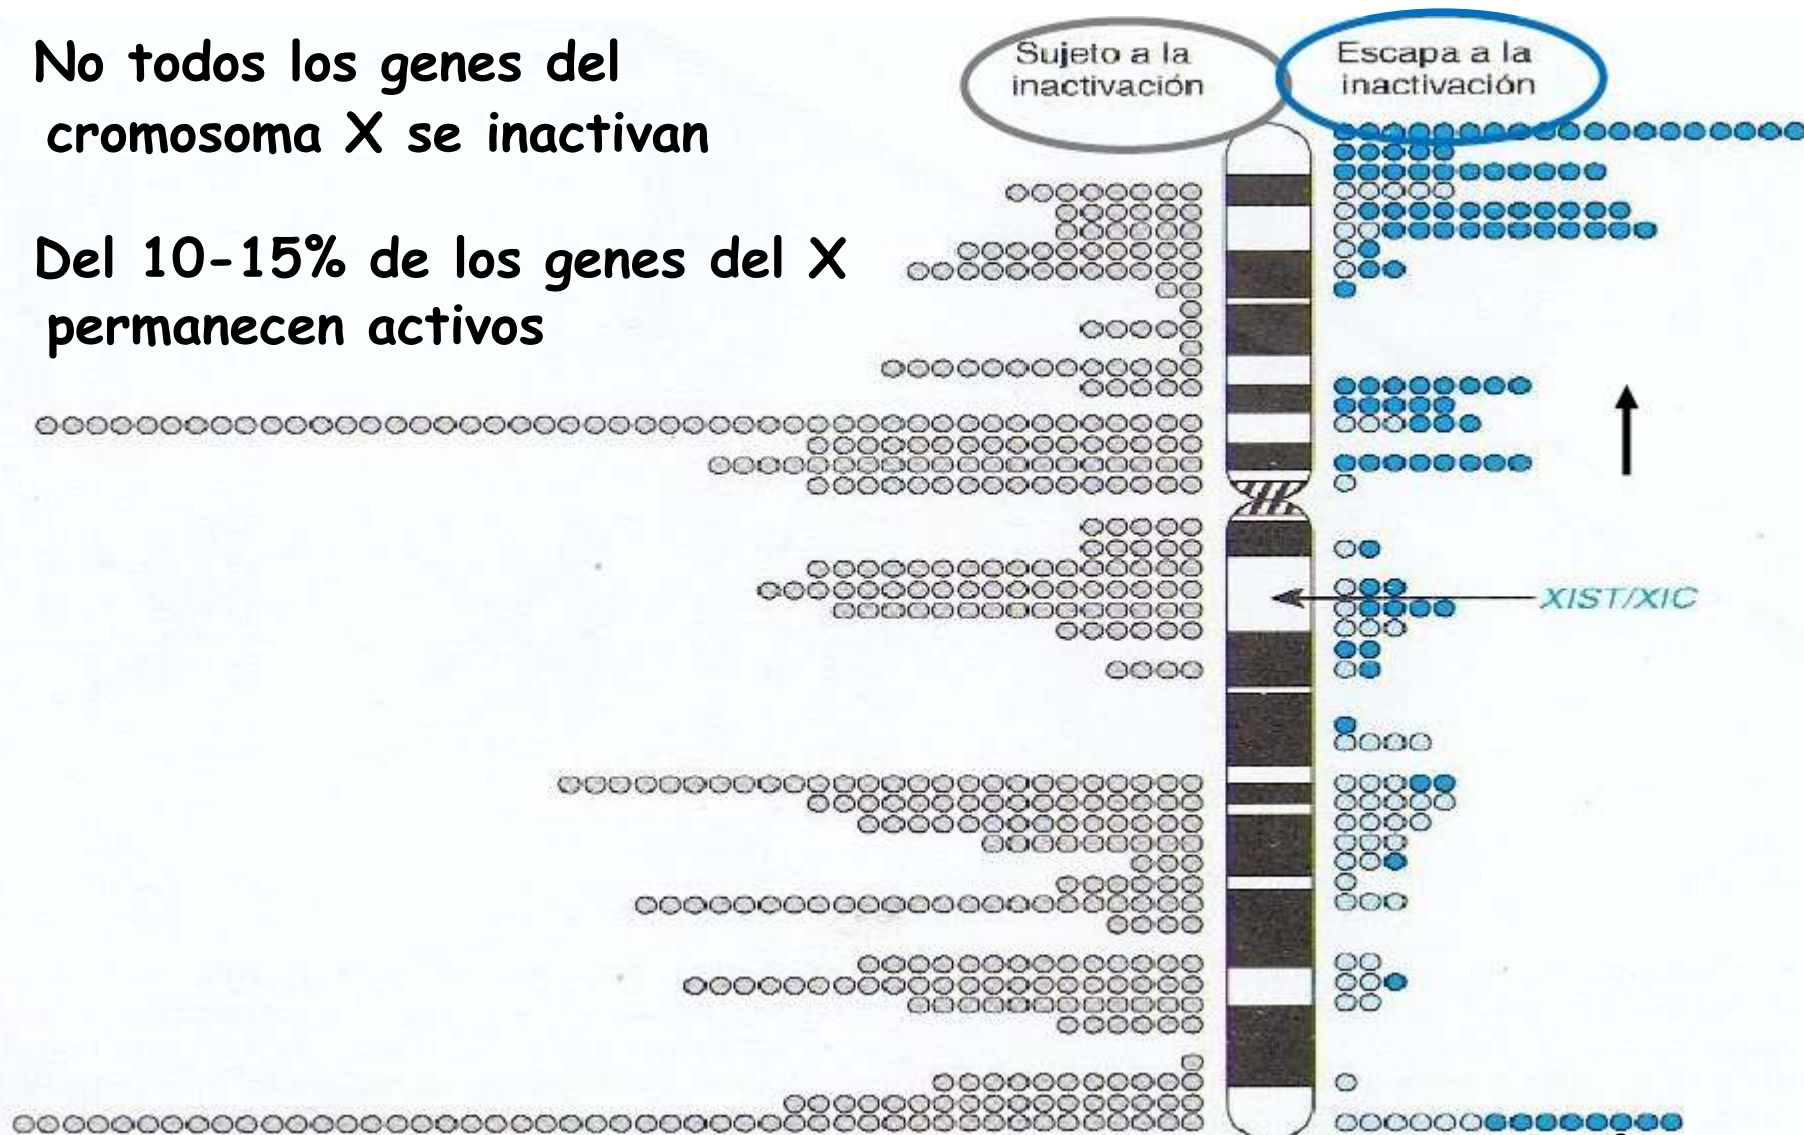 No todos los genes del
cromosoma X se inactivan
Del 10-15% de los genes del X
permanecen activos
Sujeto a la
inactivación
Escapa a la
inactivación
XIST/XIC